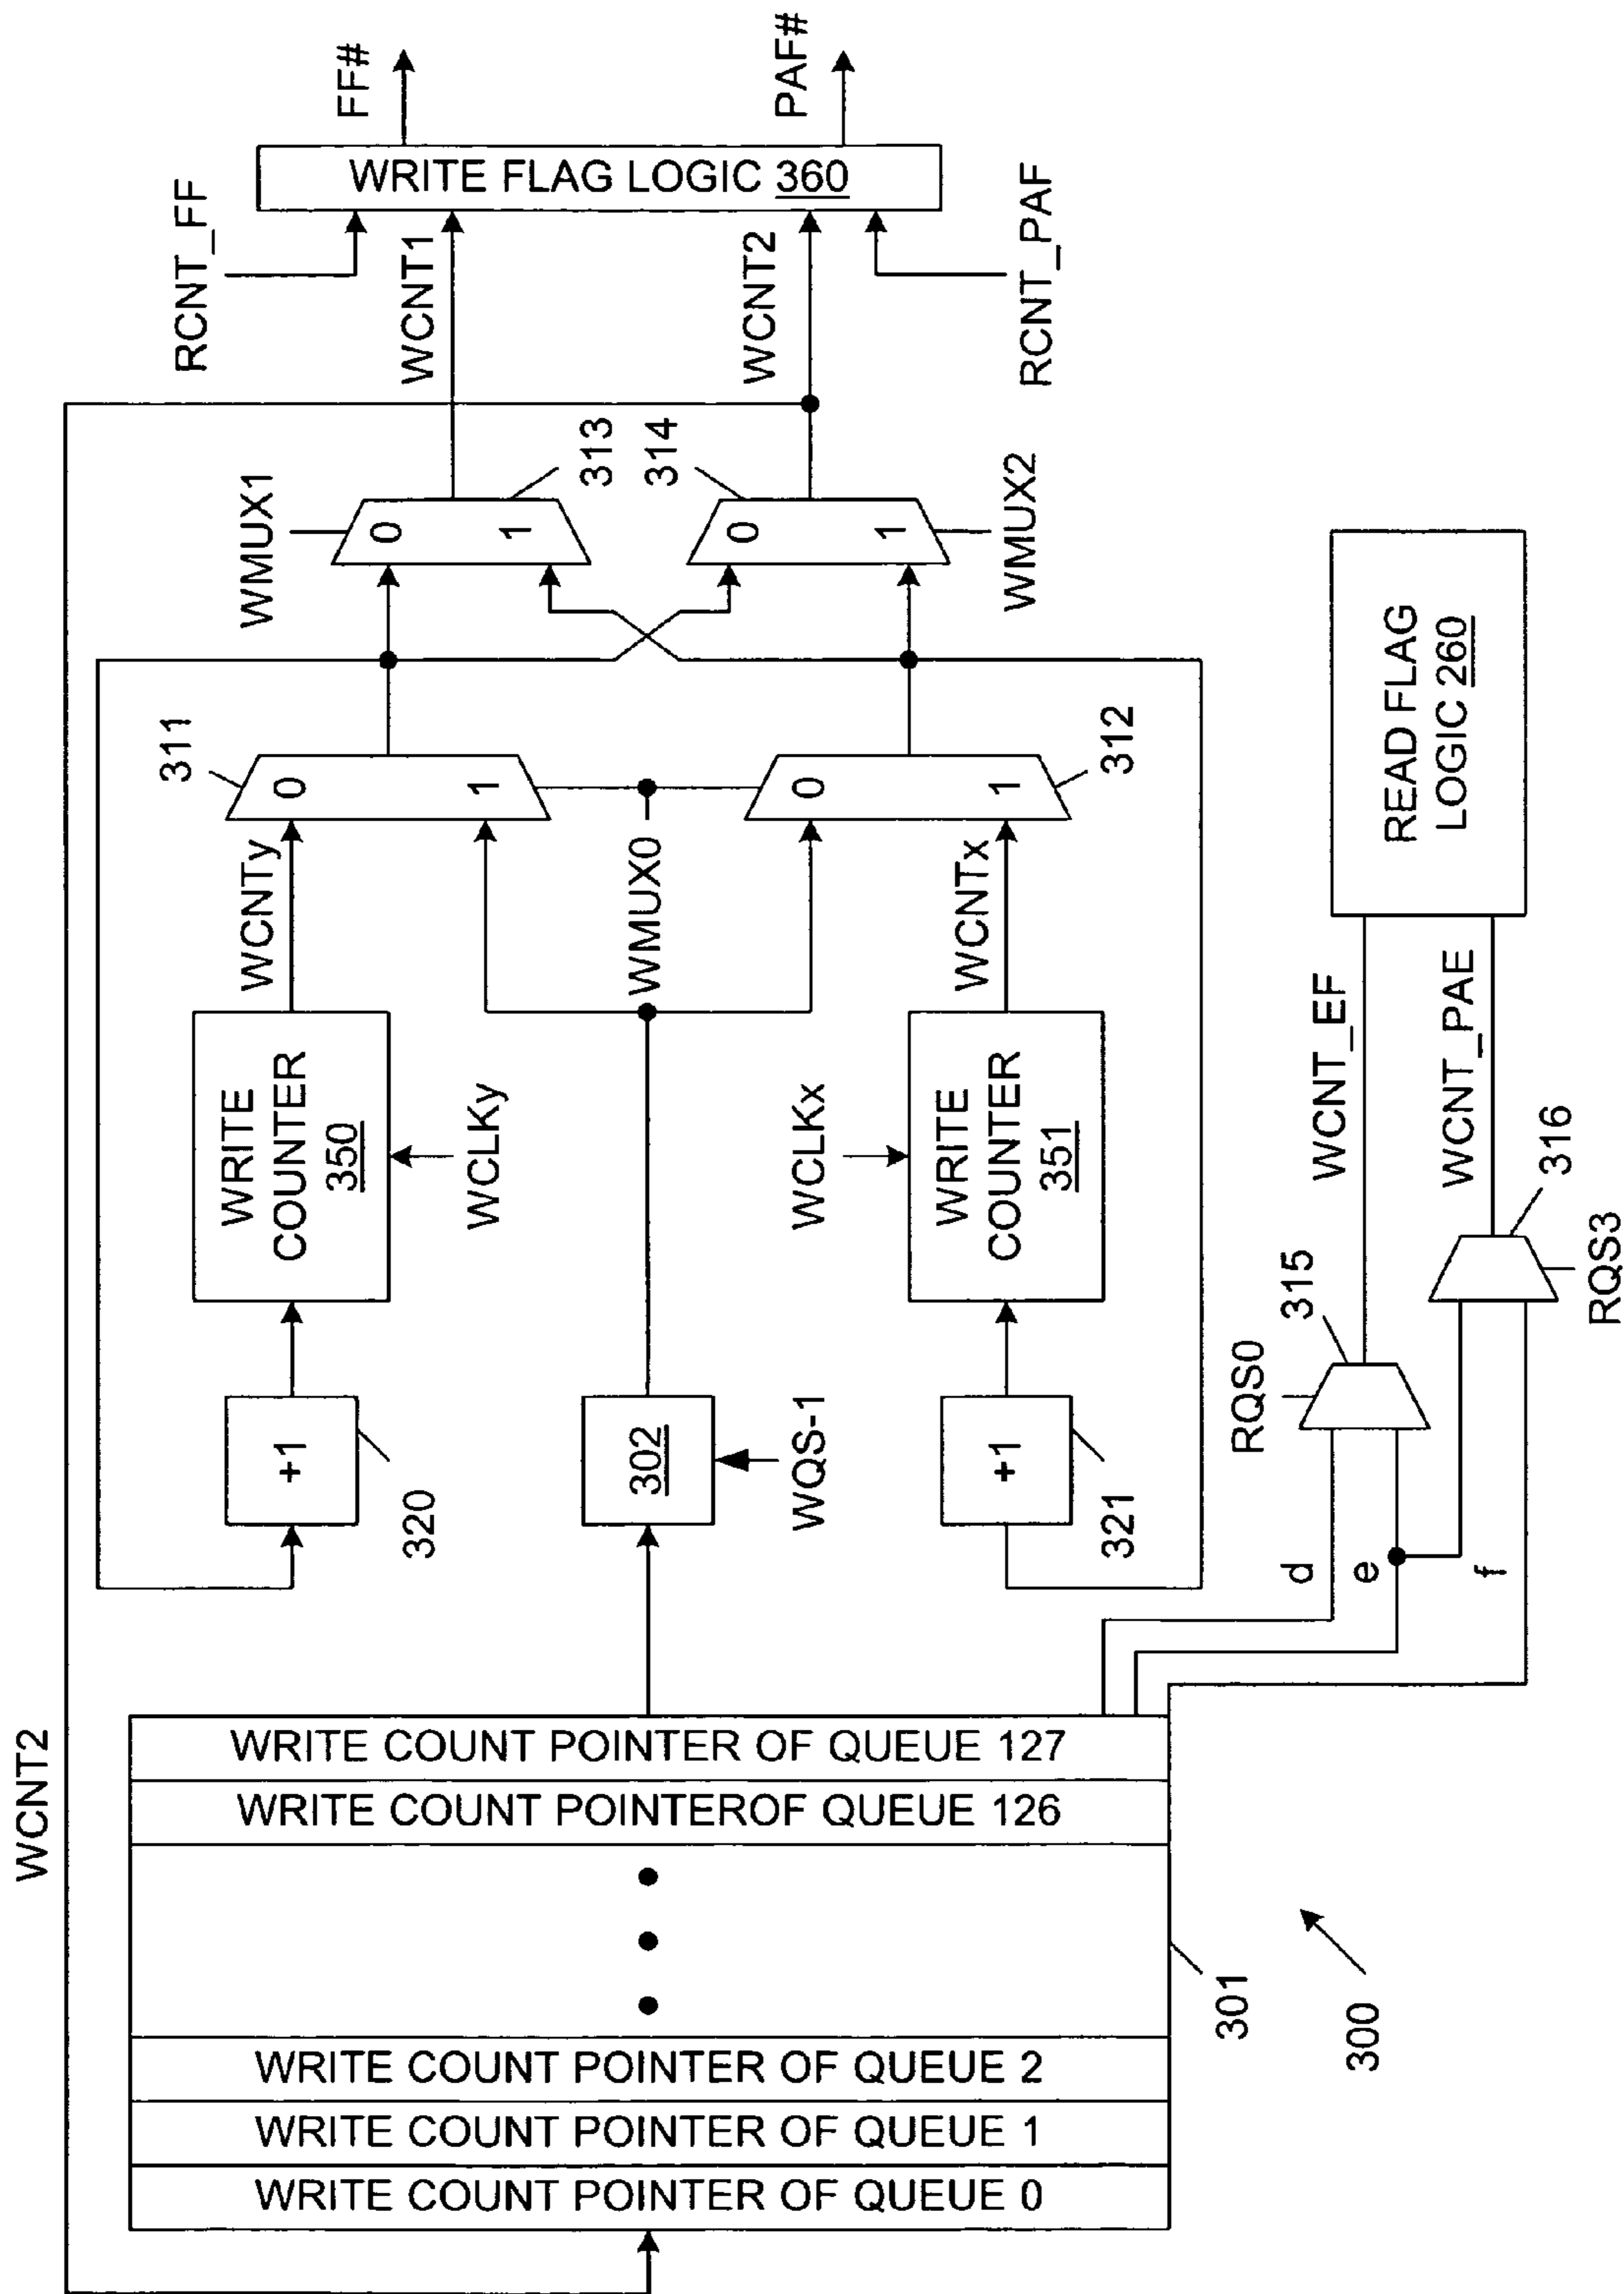 WCNT2
WRITE COUNT POINTER OF QUEUE 0
WRITE COUNT POINTER OF QUEUE 1
WRITE COUNT POINTER OF QUEUE 2
WRITE COUNT POINTEROF QUEUE 126
WRITE COUNT POINTER OF QUEUE 127
301
300
+1
320
WRITE
COUNTER
350
WCLKy
WCNTy
302
WQS-1
WMUX0
+1
321
WRITE
COUNTER
351
WCLKx
WCNTx
311
0
1
0
1
312
WMUX1
0
1
313
314
0
1
WMUX2
RCNT_FF
WCNT1
WCNT2
RCNT_PAF
WRITE FLAG LOGIC 360
FF#
PAF#
d
e
f
RQS0
315
WCNT_EF
WCNT_PAE
316
RQS3
READ FLAG
LOGIC 260